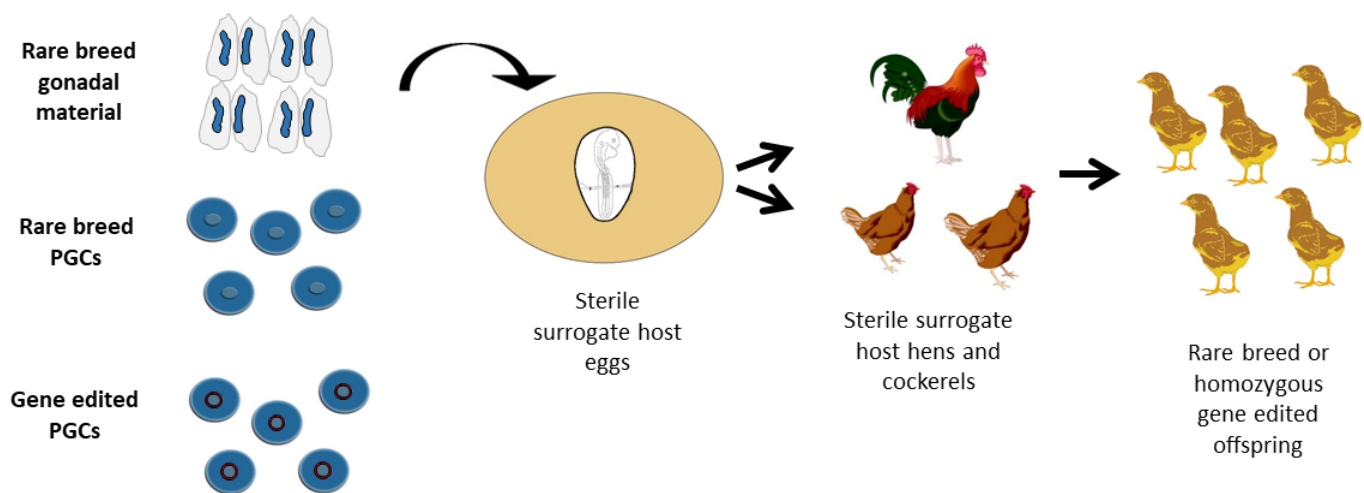 Rare breed
gonadal
material
Rare breed
PGCs
Gene edited
PGCs
Sterile
surrogate host
eggs
Sterile surrogate
host hens and
cockerels
Rare breed or
homozygous
gene edited
offspring